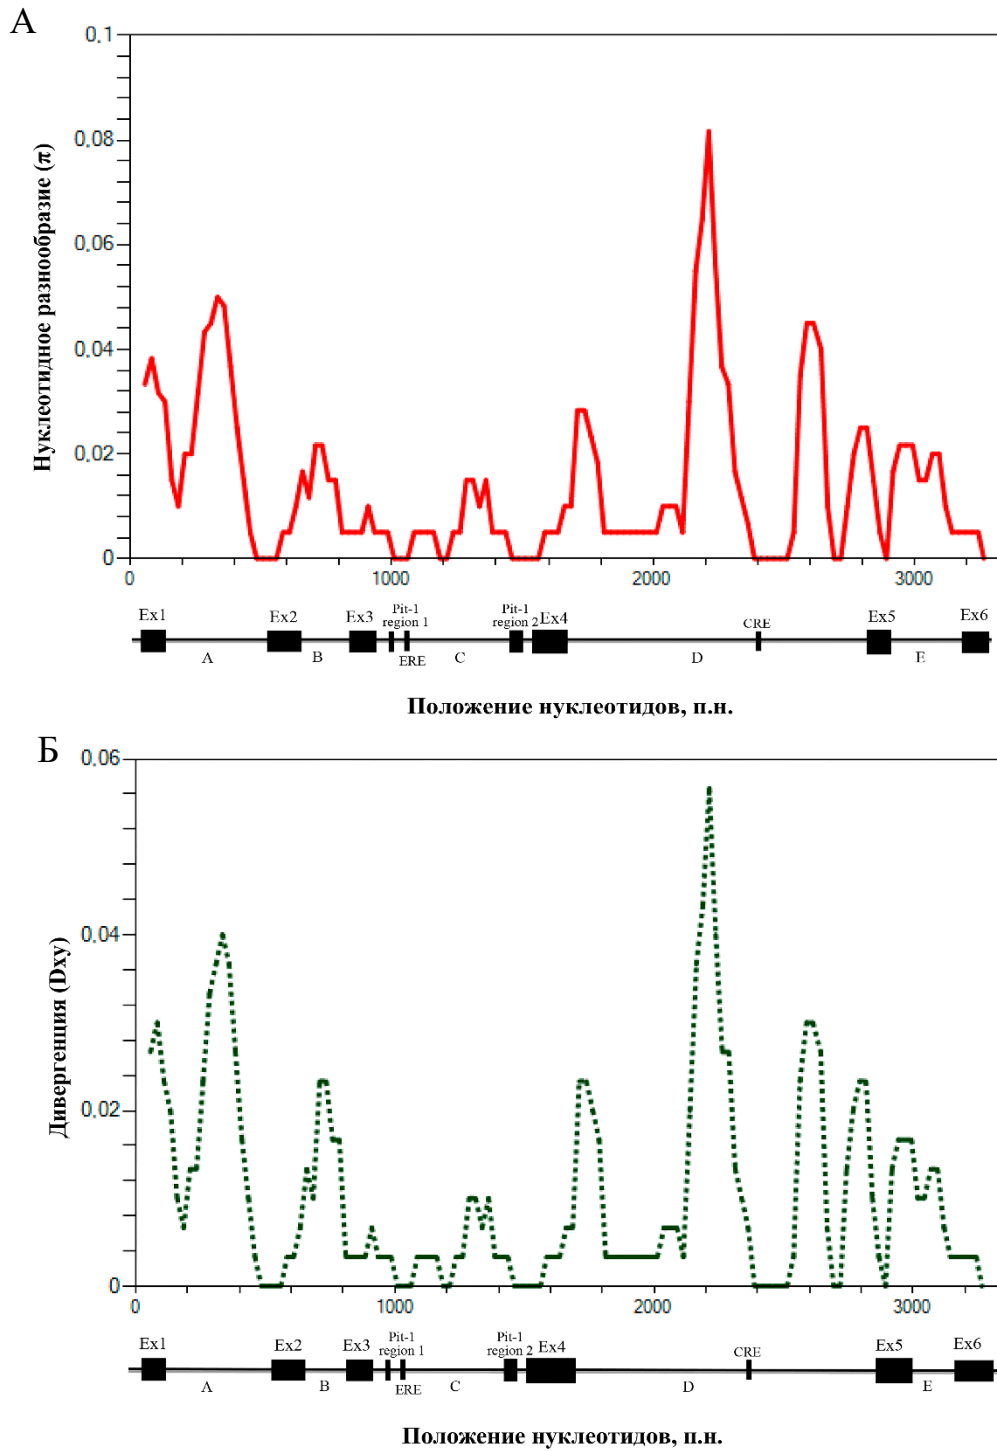 А
0.1
0.08
0.06
0.04
0.02
0
Нуклеотидное разнообразие (π)
0 1000 2000 3000
Ex1 Ex2 Ex3 Pit-1 region 1 Pit-1 region 2 Ex4 CRE Ex5 Ex6
A B ERE C D E
Положение нуклеотидов, п.н.
Б
0.06
0.04
0.02
0
Дивергенция (Dxy)
0 1000 2000 3000
Ex1 Ex2 Ex3 Pit-1 region 1 Pit-1 region 2 Ex4 CRE Ex5 Ex6
A B ERE C D E
Положение нуклеотидов, п.н.